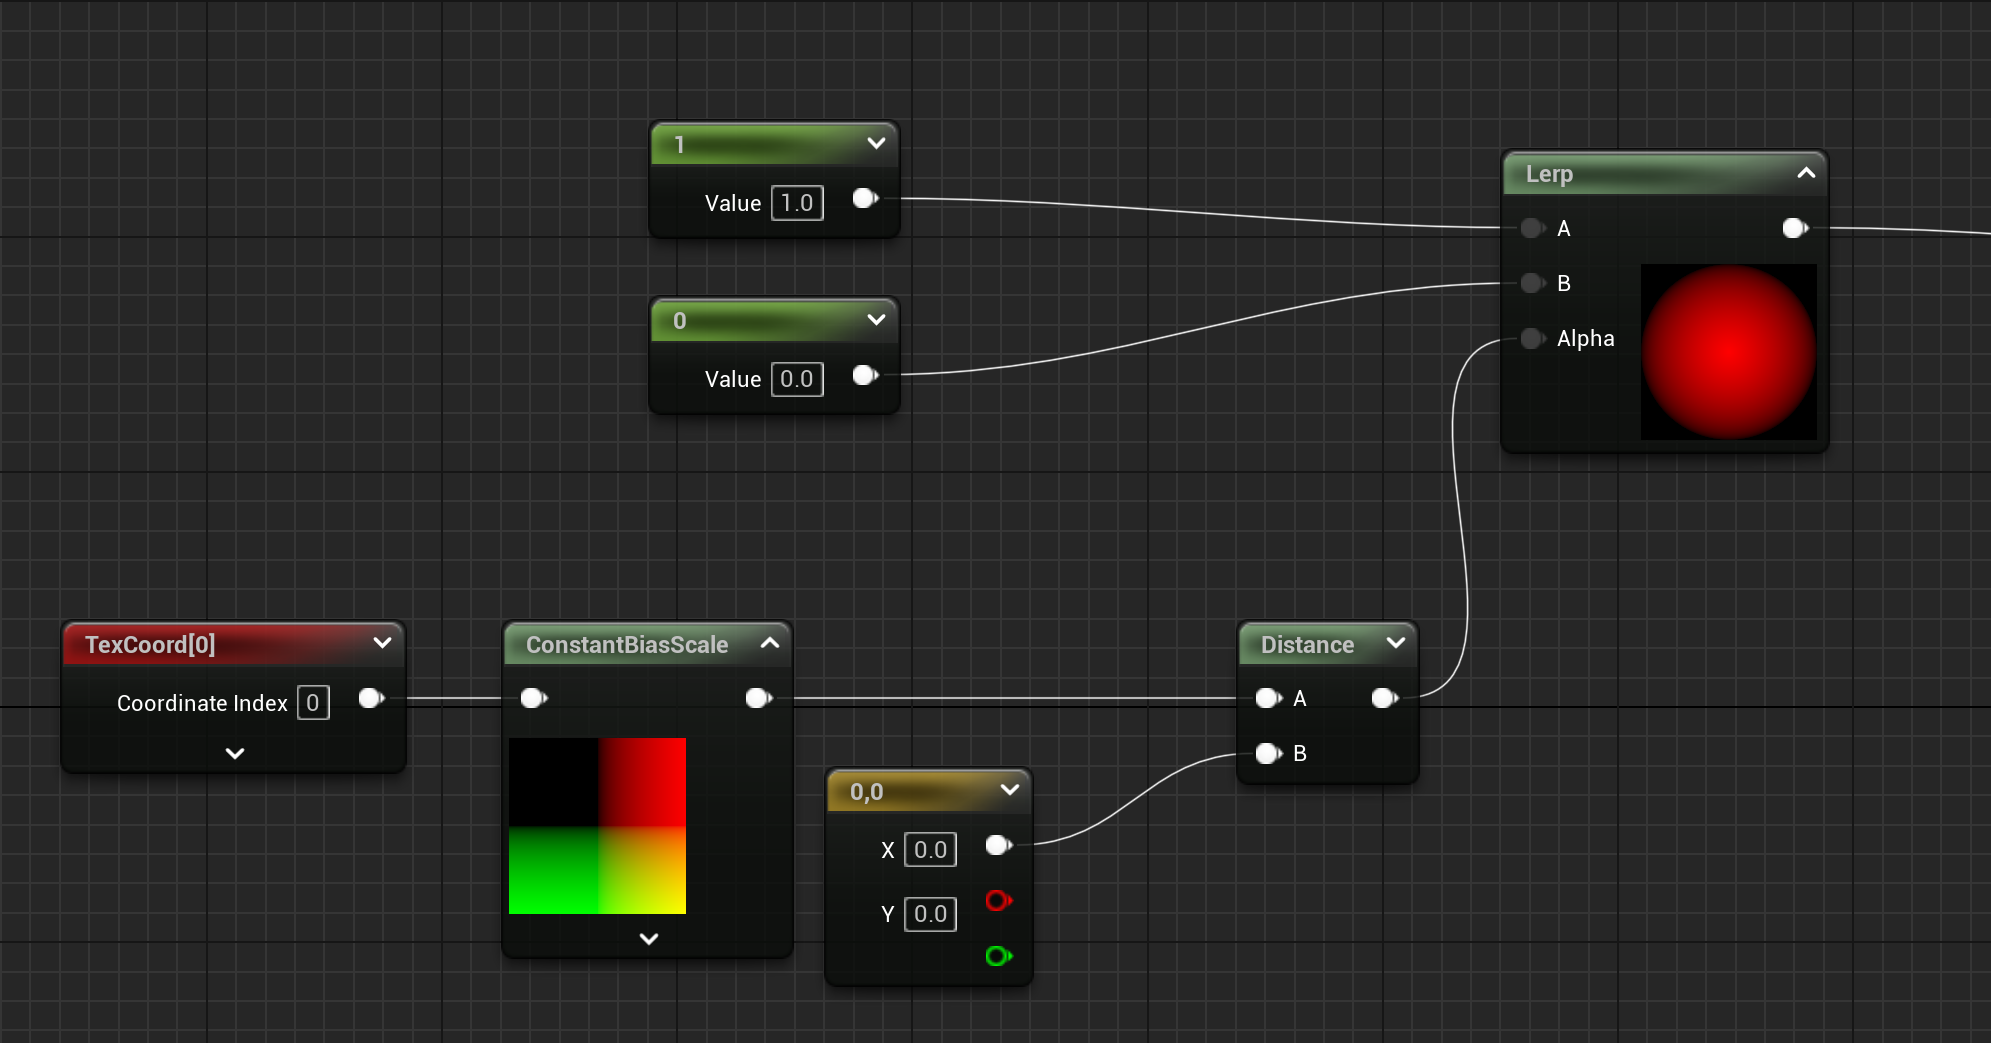 1
Value 1.0
0
Value 0.0
Lerp
A
B
Alpha
TexCoord[0]
Coordinate Index 0
ConstantBiasScale
0,0
X 0.0
Y 0.0
Distance
A
B